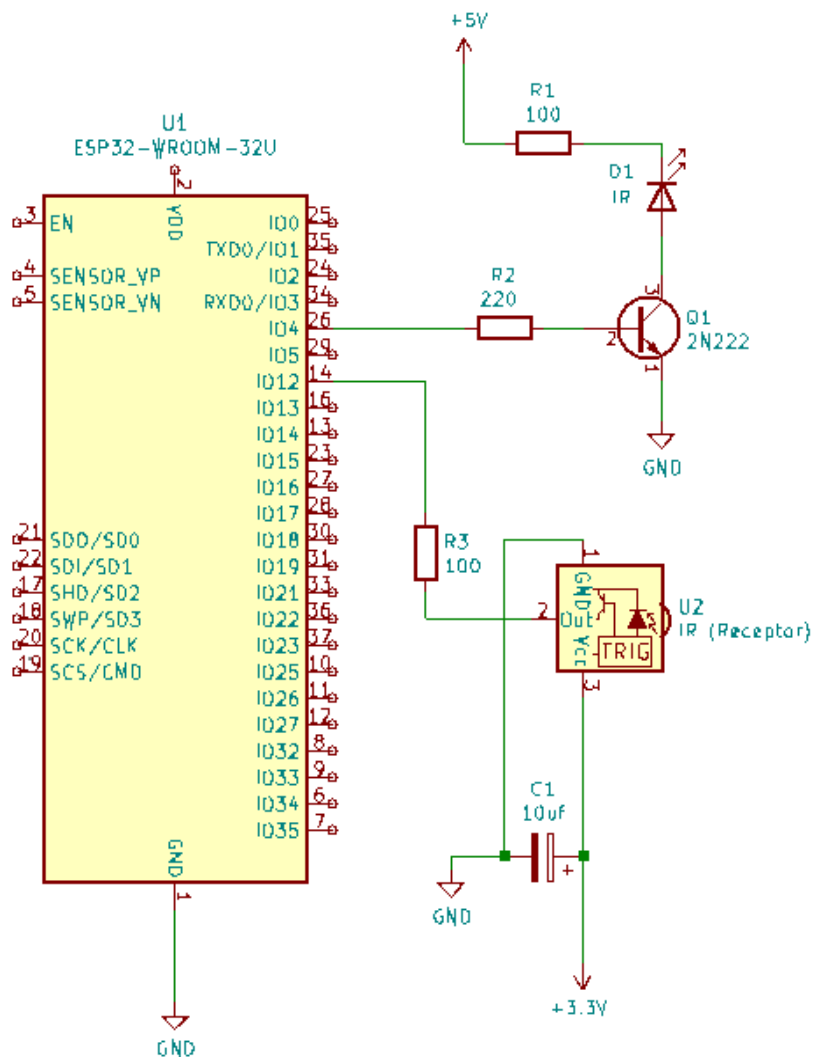 +5V
R1
100
U1
ESP32-WROOM-32U
D1
IR
2
VDD
3
EN
IO0
25
TXD0/IO1
35
4
SENSOR_VP
IO2
24
5
SENSOR_VN
RXD0/IO3
34
R2
220
3
IO4
26
2
Q1
2N222
IO5
29
1
IO12
14
IO13
16
IO14
13
GND
IO15
23
IO16
27
IO17
28
21
SDO/SD0
IO18
30
R3
100
1
22
SDI/SD1
IO19
31
17
SHD/SD2
IO21
33
GND
18
SWP/SD3
IO22
36
2
Out
U2
IR (Receptor)
20
SCK/CLK
IO23
37
Vcc
TRIG
19
SCS/CMD
IO25
10
3
IO26
11
IO27
12
IO32
8
IO33
9
C1
10uf
IO34
6
IO35
7
GND
+
1
GND
+3.3V
GND